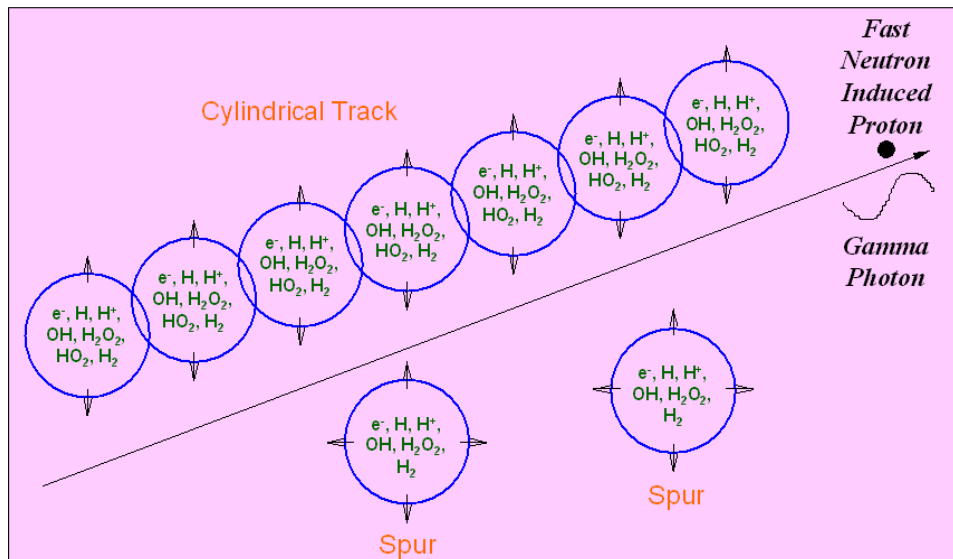 Fast
Neutron
Induced
Proton
Cylindrical Track
e⁻, H, H⁺,
OH, H₂O₂,
HO₂, H₂
e⁻, H, H⁺,
OH, H₂O₂,
HO₂, H₂
e⁻, H, H⁺,
OH, H₂O₂,
HO₂, H₂
e⁻, H, H⁺,
OH, H₂O₂,
HO₂, H₂
e⁻, H, H⁺,
OH, H₂O₂,
HO₂, H₂
e⁻, H, H⁺,
OH, H₂O₂,
HO₂, H₂
e⁻, H, H⁺,
OH, H₂O₂,
HO₂, H₂
Gamma
Photon
e⁻, H, H⁺,
OH, H₂O₂,
H₂
Spur
e⁻, H, H⁺,
OH, H₂O₂,
H₂
Spur